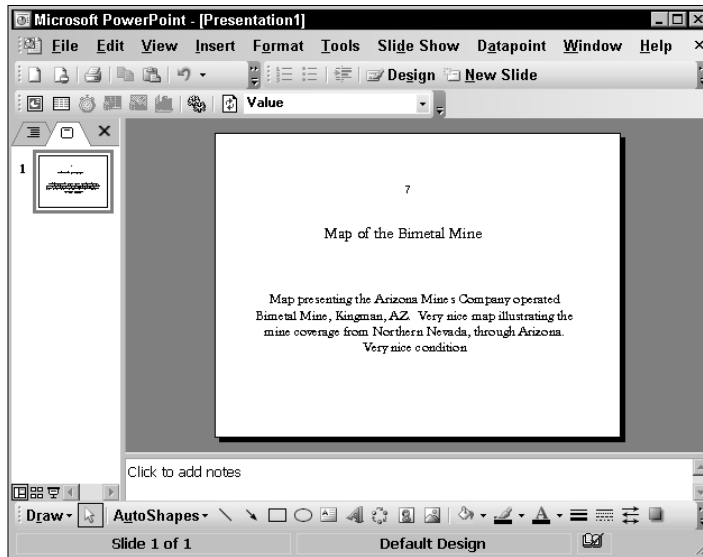 Microsoft PowerPoint - [Presentation1]
File Edit View Insert Format Tools Slide Show Datapoint Window Help
Design New Slide
Value
1
7
Map of the Bimetal Mine
Map presenting the Arizona Mines Company operated
Bimetal Mine, Kingman, AZ. Very nice map illustrating the
mine coverage from Northern Nevada, through Arizona.
Very nice condition
Click to add notes
Draw AutoShapes
Slide 1 of 1 Default Design